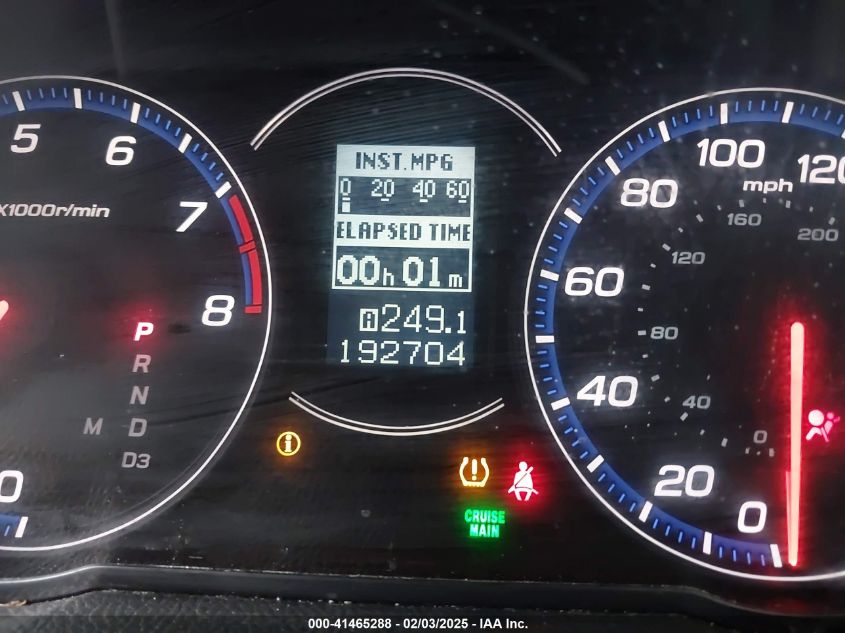 5
6
7
8
X1000r/min
P
R
N
M D
D3
0
INST.MPG
0 20 40 60
ELAPSED TIME
00h 01m
A249.1
192704
i
CRUISE
MAIN
120
100
80
60
40
20
0
mph
200
160
120
80
40
0
000-41465288 - 02/03/2025 - IAA Inc.